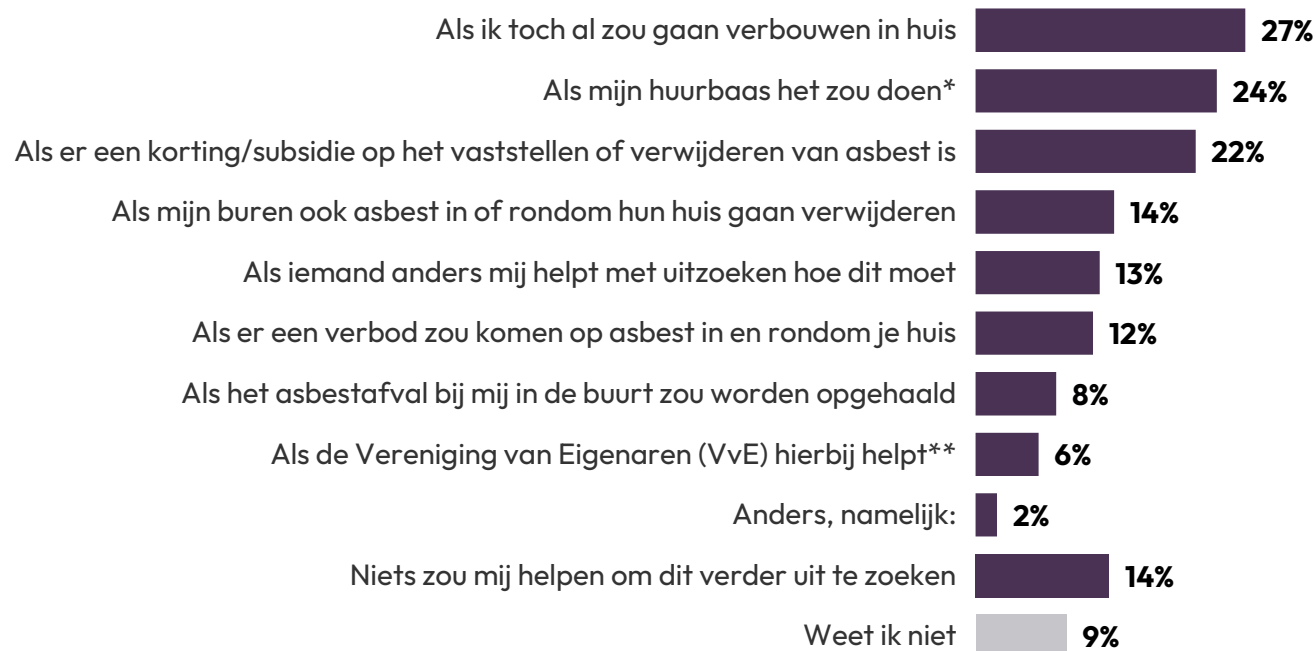 Als ik toch al zou gaan verbouwen in huis 27%
Als mijn huurbaas het zou doen* 24%
Als er een korting/subsidie op het vaststellen of verwijderen van asbest is 22%
Als mijn buren ook asbest in of rondom hun huis gaan verwijderen 14%
Als iemand anders mij helpt met uitzoeken hoe dit moet 13%
Als er een verbod zou komen op asbest in en rondom je huis 12%
Als het asbestafval bij mij in de buurt zou worden opgehaald 8%
Als de Vereniging van Eigenaren (VvE) hierbij helpt** 6%
Anders, namelijk: 2%
Niets zou mij helpen om dit verder uit te zoeken 14%
Weet ik niet 9%